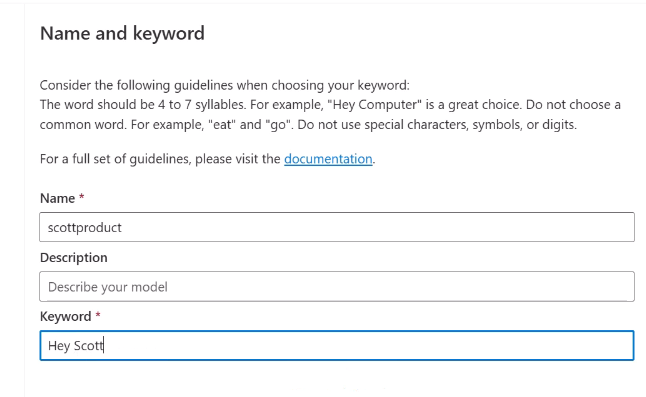 Name and keyword
Consider the following guidelines when choosing your keyword:
The word should be 4 to 7 syllables. For example, "Hey Computer" is a great choice. Do not choose a
common word. For example, "eat" and "go". Do not use special characters, symbols, or digits.
For a full set of guidelines, please visit the documentation.
Name *
scottproduct
Description
Describe your model
Keyword *
Hey Scott